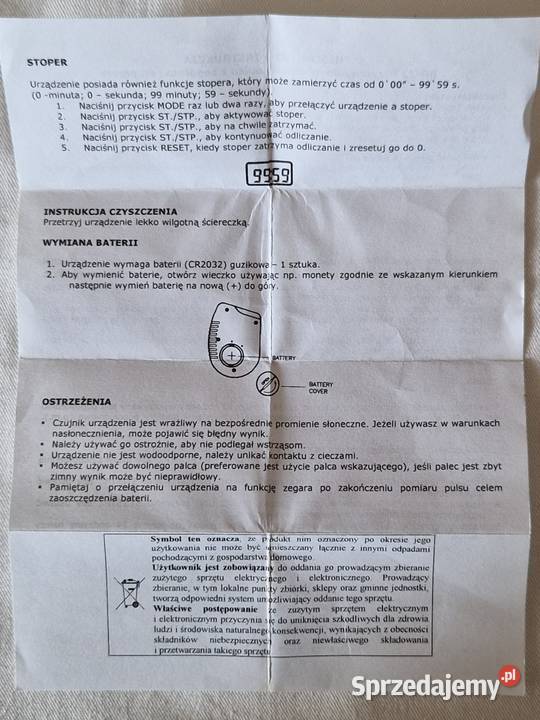 STOPER
Urządzenie posiada również funkcje stopera, który może zamierzyć czas od 0`00" – 99`59 s.
(0 -minuta; 0 – sekunda; 99 minuty; 59 – sekundy).
1. Naciśnij przycisk MODE raz lub dwa razy, aby przełączyć urządzenie a stoper.
2. Naciśnij przycisk ST./STP., aby aktywować stoper.
3. Naciśnij przycisk ST./STP., aby na chwile zatrzymać.
4. Naciśnij przycisk ST./STP., aby kontynuować odliczanie.
5. Naciśnij przycisk RESET, kiedy stoper zatrzyma odliczanie i zresetuj go do 0.
9959
INSTRUKCJA CZYSZCZENIA
Przetrzyj urządzenie lekko wilgotną ściereczką.
WYMIANA BATERII
1. Urządzenie wymaga baterii (CR2032) guzikowa – 1 sztuka.
2. Aby wymienić baterie, otwórz wieczko używając np. monety zgodnie ze wskazanym kierunkiem
następnie wymień baterię na nową (+) do góry.
BATTERY
BATTERY
COVER
OSTRZEŻENIA
• Czujnik urządzenia jest wrażliwy na bezpośrednie promienie słoneczne. Jeżeli używasz w warunkach
nasłonecznienia, może pojawić się błędny wynik.
• Należy używać go ostrożnie, aby nie podlegał wstrząsom.
• Urządzenie nie jest wodoodporne, należy unikać kontaktu z cieczami.
• Możesz używać dowolnego palca (preferowane jest użycie palca wskazującego), jeśli palec jest zbyt
zimny wynik może być nieprawidłowy.
• Pamiętaj o przełączeniu urządzenia na funkcję zegara po zakończeniu pomiaru pulsu celem
zaoszczędzenia baterii.
Symbol ten oznacza, że produkt nim oznaczony po okresie jego
użytkowania nie może być umieszczany łącznie z innymi odpadami
pochodzącymi z gospodarstwa domowego.
Użytkownik jest zobowiązany do oddania go prowadzącym zbieranie
zużytego sprzętu elektrycznego i elektronicznego. Prowadzący
zbieranie, w tym lokalne punkty zbiórki, sklepy oraz gminne jednostki,
tworzą odpowiedni system umożliwiający oddanie tego sprzętu.
Właściwe postępowanie ze zużytym sprzętem elektrycznym
i elektronicznym przyczynia się do uniknięcia szkodliwych dla zdrowia
ludzi i środowiska naturalnego konsekwencji, wynikających z obecności
składników niebezpiecznych oraz niewłaściwego składowania
i przetwarzania takiego sprzętu
Sprzedajemy.pl